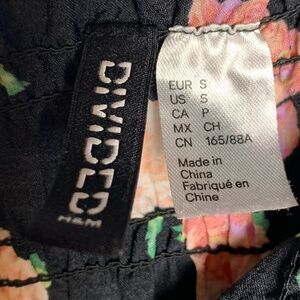 DIVIDED
H&M
EUR S
US S
CA P
MX CH
CN 165/88A
Made in
China
Fabriqué en
Chine